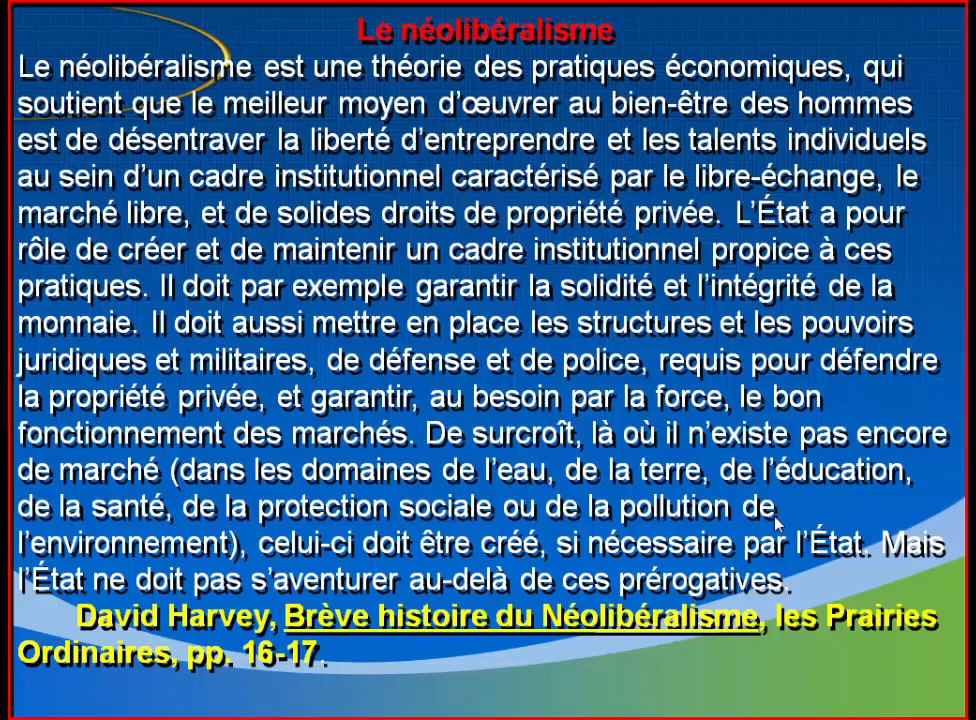 Le néolibéralisme
Le néolibéralisme est une théorie des pratiques économiques, qui
soutient que le meilleur moyen d’œuvrer au bien-être des hommes
est de désentraver la liberté d’entreprendre et les talents individuels
au sein d’un cadre institutionnel caractérisé par le libre-échange, le
marché libre, et de solides droits de propriété privée. L’État a pour
rôle de créer et de maintenir un cadre institutionnel propice à ces
pratiques. Il doit par exemple garantir la solidité et l’intégrité de la
monnaie. Il doit aussi mettre en place les structures et les pouvoirs
juridiques et militaires, de défense et de police, requis pour défendre
la propriété privée, et garantir, au besoin par la force, le bon
fonctionnement des marchés. De surcroît, là où il n’existe pas encore
de marché (dans les domaines de l’eau, de la terre, de l’éducation,
de la santé, de la protection sociale ou de la pollution de
l’environnement), celui-ci doit être créé, si nécessaire par l’État. Mais
l’État ne doit pas s’aventurer au-delà de ces prérogatives.
David Harvey, Brève histoire du Néolibéralisme, les Prairies
Ordinaires, pp. 16-17.